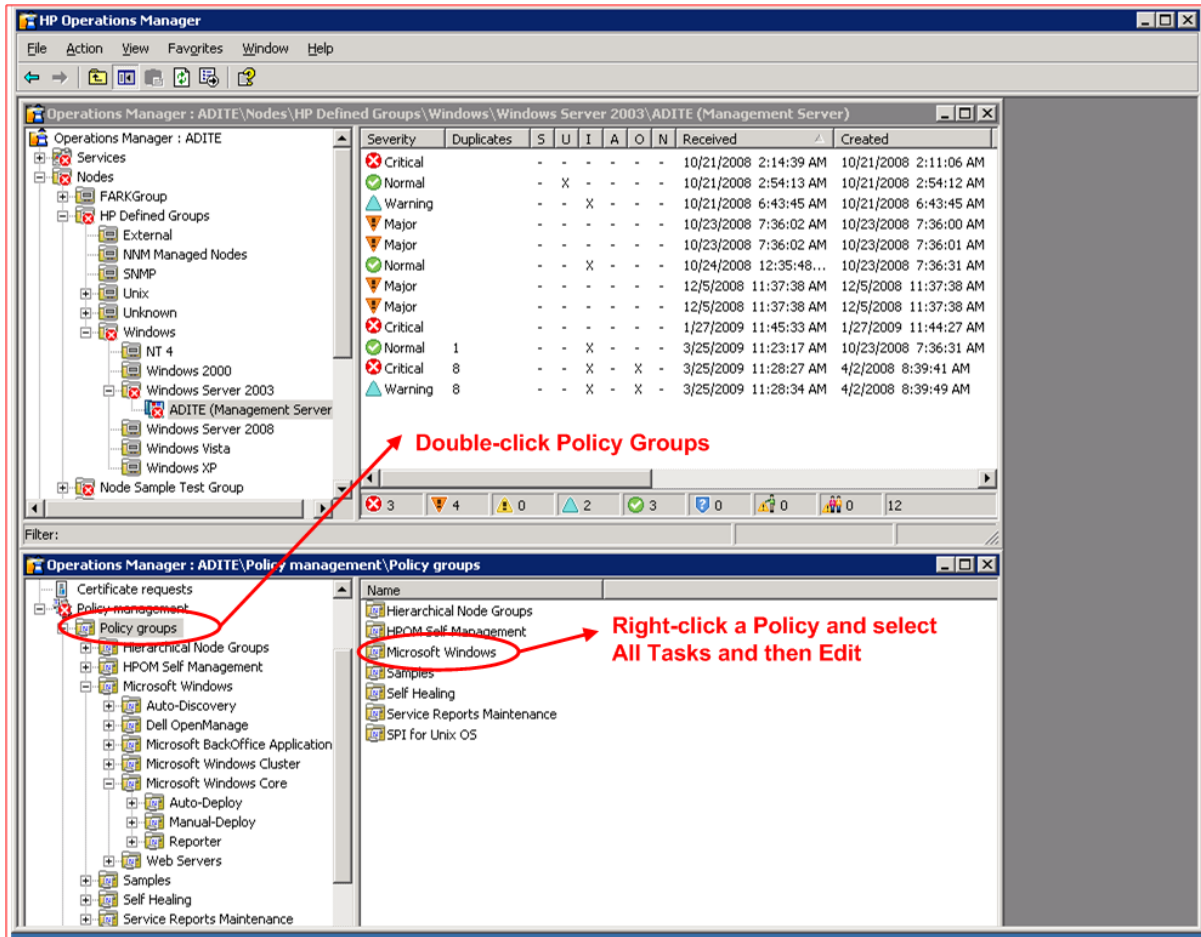 HP Operations Manager
File Action View Favorites Window Help
Operations Manager : ADITE\Nodes\HP Defined Groups\Windows\Windows Server 2003\ADITE (Management Server)
Operations Manager : ADITE
Services
Nodes
FARKGroup
HP Defined Groups
External
NNM Managed Nodes
SNMP
Unix
Unknown
Windows
NT 4
Windows 2000
Windows Server 2003
ADITE (Management Server
Windows Server 2008
Windows Vista
Windows XP
Node Sample Test Group
Severity Duplicates S U I A O N Received Created
Critical - - - - - - 10/21/2008 2:14:39 AM 10/21/2008 2:11:06 AM
Normal - X - - - - 10/21/2008 2:54:13 AM 10/21/2008 2:54:12 AM
Warning - - X - - - 10/21/2008 6:43:45 AM 10/21/2008 6:43:45 AM
Major - - - - - - 10/23/2008 7:36:02 AM 10/23/2008 7:36:00 AM
Major - - - - - - 10/23/2008 7:36:02 AM 10/23/2008 7:36:01 AM
Normal - - X - - - 10/24/2008 12:35:48... 10/23/2008 7:36:31 AM
Major - - - - - - 12/5/2008 11:37:38 AM 12/5/2008 11:37:38 AM
Major - - - - - - 12/5/2008 11:37:38 AM 12/5/2008 11:37:38 AM
Critical - - - - - - 1/27/2009 11:45:33 AM 1/27/2009 11:44:27 AM
Normal 1 - - X - - - 3/25/2009 11:23:17 AM 10/23/2008 7:36:31 AM
Critical 8 - - X - X - 3/25/2009 11:28:27 AM 4/2/2008 8:39:41 AM
Warning 8 - - X - X - 3/25/2009 11:28:34 AM 4/2/2008 8:39:49 AM
Double-click Policy Groups
3 4 0 2 3 0 0 0 12
Filter:
Operations Manager : ADITE\Policy management\Policy groups
Certificate requests
Policy management
Policy groups
Hierarchical Node Groups
HPOM Self Management
Microsoft Windows
Auto-Discovery
Dell OpenManage
Microsoft BackOffice Application
Microsoft Windows Cluster
Microsoft Windows Core
Auto-Deploy
Manual-Deploy
Reporter
Web Servers
Samples
Self Healing
Service Reports Maintenance
Name
Hierarchical Node Groups
HPOM Self Management
Microsoft Windows
Samples
Self Healing
Service Reports Maintenance
SPI for Unix OS
Right-click a Policy and select
All Tasks and then Edit